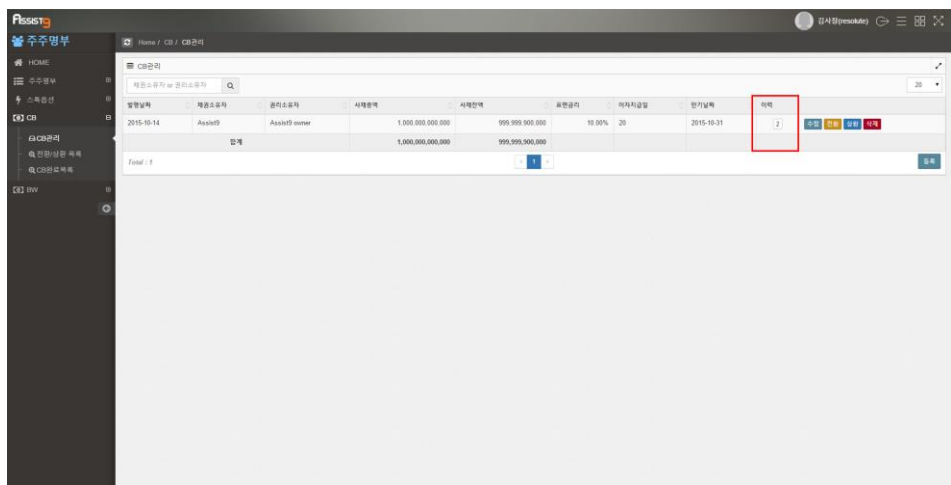 Assist9
김사장(resolute)
주주명부
Home / CB / CB관리
HOME
주주명부
스톡옵션
CB
CB관리
전환/상환 목록
CB완료목록
BW
CB관리
채권소유자 or 권리소유자
20
발행날짜 채권소유자 권리소유자 사채총액 사채잔액 표면금리 이자지급일 만기날짜 이력
2015-10-14 Assist9 Assist9 owner 1,000,000,000,000 999,999,900,000 10.00% 20 2015-10-31 2 수정 전환 상환 삭제
합계 1,000,000,000,000 999,999,900,000
Total : 1
1
등록